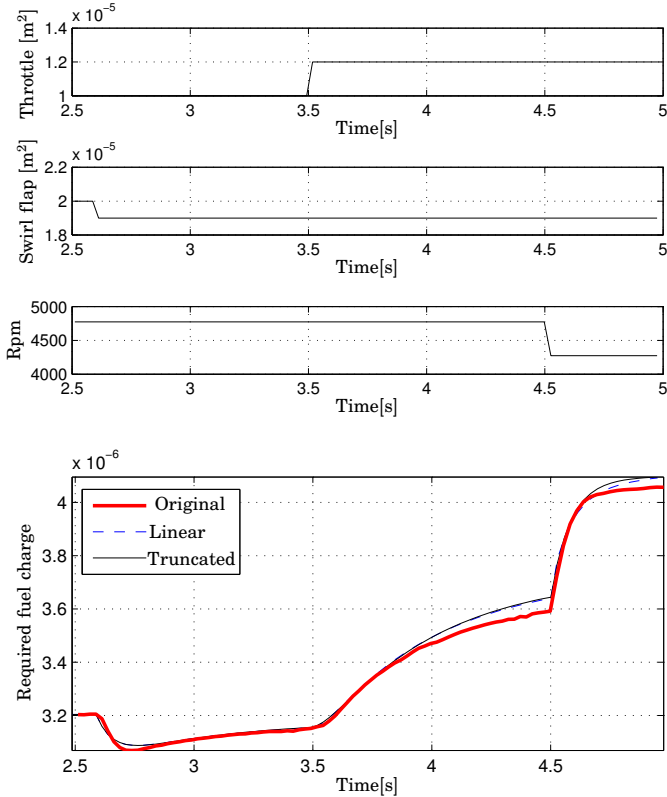 x 10⁻⁵
Throttle [m²]
1.4
1.2
1
2.5 3 3.5 4 4.5 5
Time[s]
x 10⁻⁵
Swirl flap [m²]
2.2
2
1.8
2.5 3 3.5 4 4.5 5
Time[s]
Rpm
5000
4500
4000
2.5 3 3.5 4 4.5 5
Time[s]
x 10⁻⁶
Required fuel charge
4
3.8
3.6
3.4
3.2
Original
Linear
Truncated
2.5 3 3.5 4 4.5
Time[s]